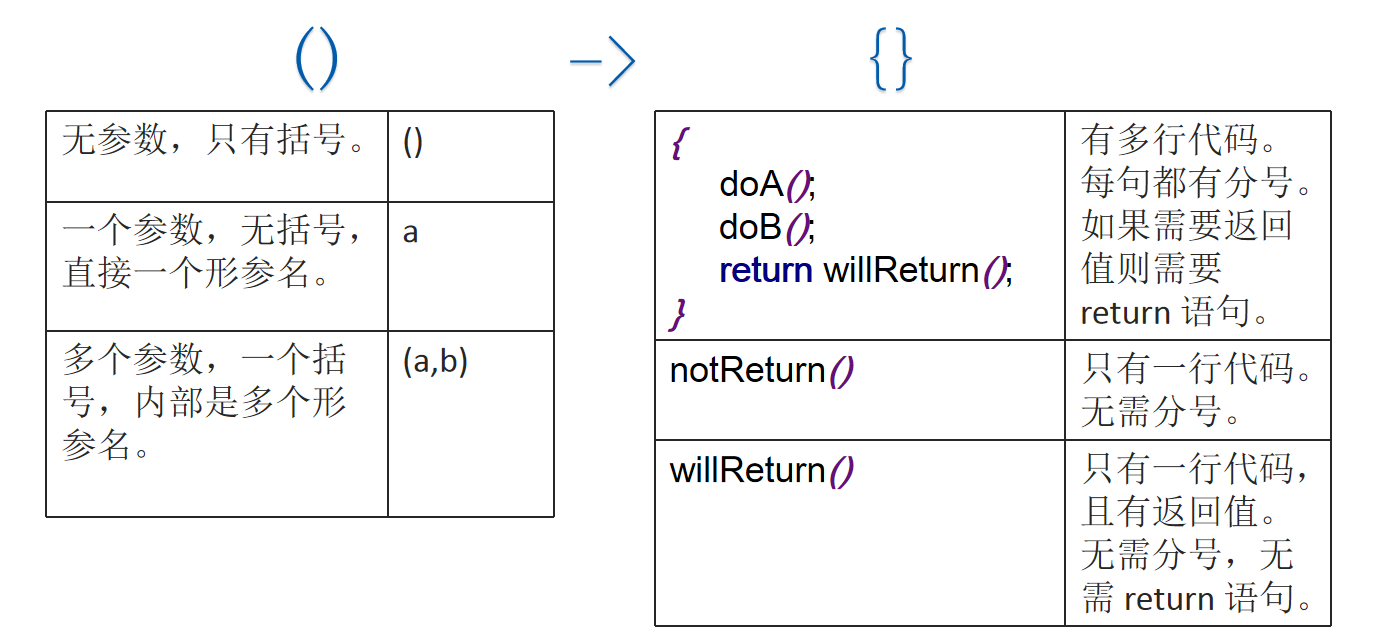 () –> {}
无参数，只有括号。 ()
一个参数，无括号， a
直接一个形参名。
多个参数，一个括 (a,b)
号，内部是多个形
参名。
{
doA();
doB();
return willReturn();
}
有多行代码。
每句都有分号。
如果需要返回
值则需要
return 语句。
notReturn()
只有一行代码。
无需分号。
willReturn()
只有一行代码，
且有返回值。
无需分号，无
需 return 语句。